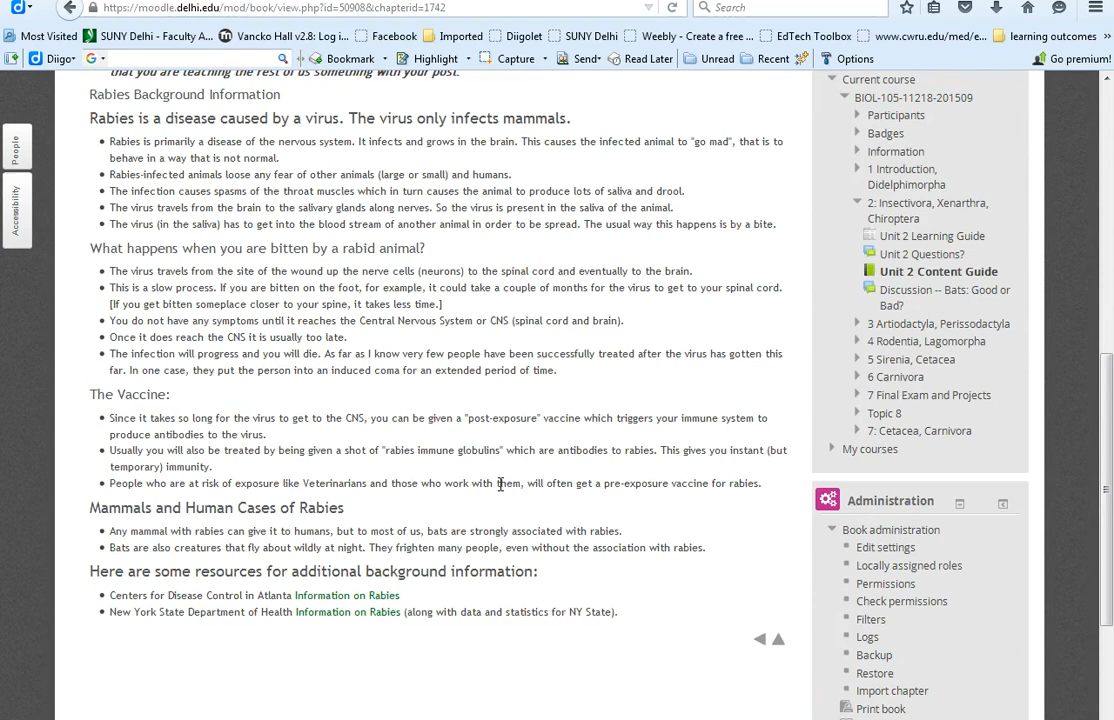 https://moodle.delhi.edu/mod/book/view.php?id=50908&chapterid=1742
Search
Most Visited
SUNY Delhi - Faculty A...
Vancko Hall v2.8: Log i...
Facebook
Imported
Diigolet
SUNY Delhi
Weebly - Create a free ...
EdTech Toolbox
www.cwru.edu/med/e...
learning outcomes
Diigo
Bookmark
Highlight
Capture
Send
Read Later
Unread
Recent
Options
Go premium!
People
Accessibility
that you are teaching the rest of us something with your post.
Rabies Background Information
Rabies is a disease caused by a virus. The virus only infects mammals.
Rabies is primarily a disease of the nervous system. It infects and grows in the brain. This causes the infected animal to "go mad", that is to
behave in a way that is not normal.
Rabies-infected animals loose any fear of other animals (large or small) and humans.
The infection causes spasms of the throat muscles which in turn causes the animal to produce lots of saliva and drool.
The virus travels from the brain to the salivary glands along nerves. So the virus is present in the saliva of the animal.
The virus (in the saliva) has to get into the blood stream of another animal in order to be spread. The usual way this happens is by a bite.
What happens when you are bitten by a rabid animal?
The virus travels from the site of the wound up the nerve cells (neurons) to the spinal cord and eventually to the brain.
This is a slow process. If you are bitten on the foot, for example, it could take a couple of months for the virus to get to your spinal cord.
[If you get bitten someplace closer to your spine, it takes less time.]
You do not have any symptoms until it reaches the Central Nervous System or CNS (spinal cord and brain).
Once it does reach the CNS it is usually too late.
The infection will progress and you will die. As far as I know very few people have been successfully treated after the virus has gotten this
far. In one case, they put the person into an induced coma for an extended period of time.
The Vaccine:
Since it takes so long for the virus to get to the CNS, you can be given a "post-exposure" vaccine which triggers your immune system to
produce antibodies to the virus.
Usually you will also be treated by being given a shot of "rabies immune globulins" which are antibodies to rabies. This gives you instant (but
temporary) immunity.
People who are at risk of exposure like Veterinarians and those who work with them, will often get a pre-exposure vaccine for rabies.
Mammals and Human Cases of Rabies
Any mammal with rabies can give it to humans, but to most of us, bats are strongly associated with rabies.
Bats are also creatures that fly about wildly at night. They frighten many people, even without the association with rabies.
Here are some resources for additional background information:
Centers for Disease Control in Atlanta Information on Rabies
New York State Department of Health Information on Rabies (along with data and statistics for NY State).
Current course
BIOL-105-11218-201509
Participants
Badges
Information
1 Introduction,
Didelphimorpha
2: Insectivora, Xenarthra,
Chiroptera
Unit 2 Learning Guide
Unit 2 Questions?
Unit 2 Content Guide
Discussion -- Bats: Good or
Bad?
3 Artiodactyla, Perissodactyla
4 Rodentia, Lagomorpha
5 Sirenia, Cetacea
6 Carnivora
7 Final Exam and Projects
Topic 8
7: Cetacea, Carnivora
My courses
Administration
Book administration
Edit settings
Locally assigned roles
Permissions
Check permissions
Filters
Logs
Backup
Restore
Import chapter
Print book